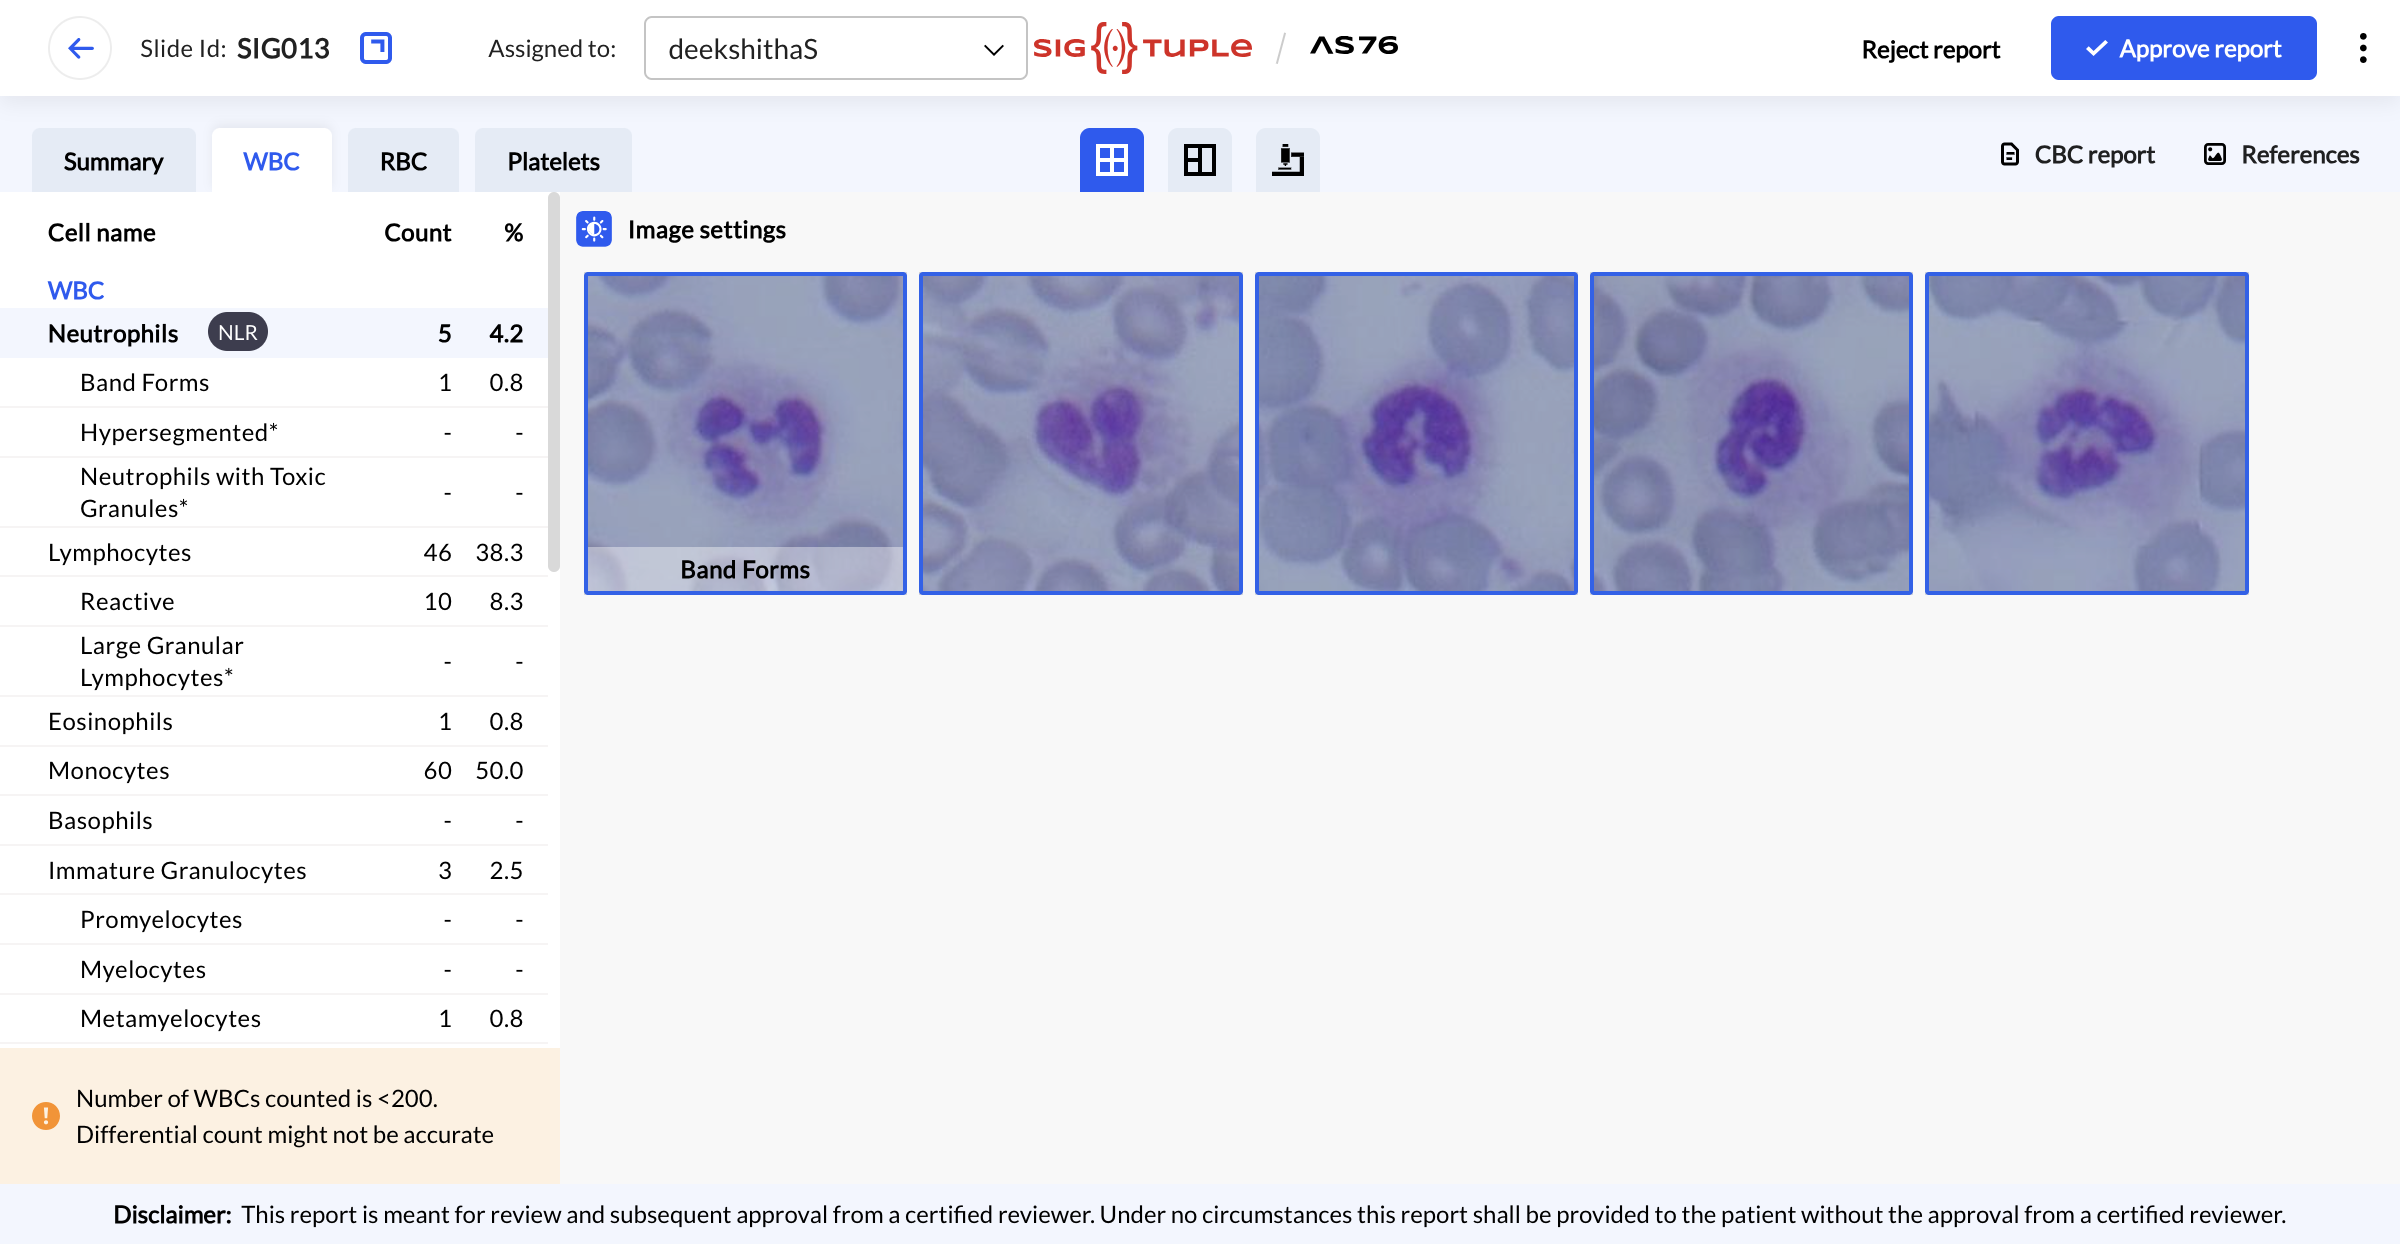 Slide Id: SIG013
Assigned to:
deekshithaS
SIG TUPLE / AS76
Reject report
Approve report
Summary
WBC
RBC
Platelets
CBC report
References
Cell name Count %
WBC
Neutrophils NLR 5 4.2
Band Forms 1 0.8
Hypersegmented* - -
Neutrophils with Toxic
Granules* - -
Lymphocytes 46 38.3
Reactive 10 8.3
Large Granular
Lymphocytes* - -
Eosinophils 1 0.8
Monocytes 60 50.0
Basophils - -
Immature Granulocytes 3 2.5
Promyelocytes - -
Myelocytes - -
Metamyelocytes 1 0.8
Number of WBCs counted is <200.
Differential count might not be accurate
Image settings
Band Forms
Disclaimer: This report is meant for review and subsequent approval from a certified reviewer. Under no circumstances this report shall be provided to the patient without the approval from a certified reviewer.